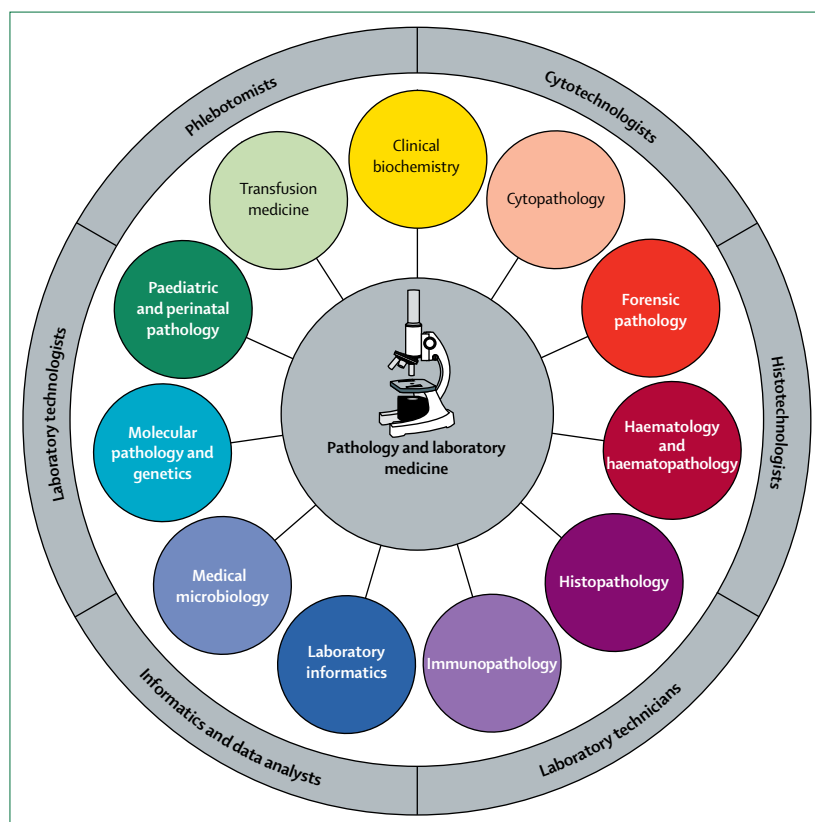 Phlebotomists
Cytotechnologists
Clinical
biochemistry
Transfusion
medicine
Cytopathology
Paediatric
and perinatal
pathology
Forensic
pathology
Laboratory technologists
Histotechnologists
Molecular
pathology and
genetics
Pathology and laboratory
medicine
Haematology
and
haematopathology
Medical
microbiology
Histopathology
Laboratory
informatics
Immunopathology
Informatics and data analysts
Laboratory technicians